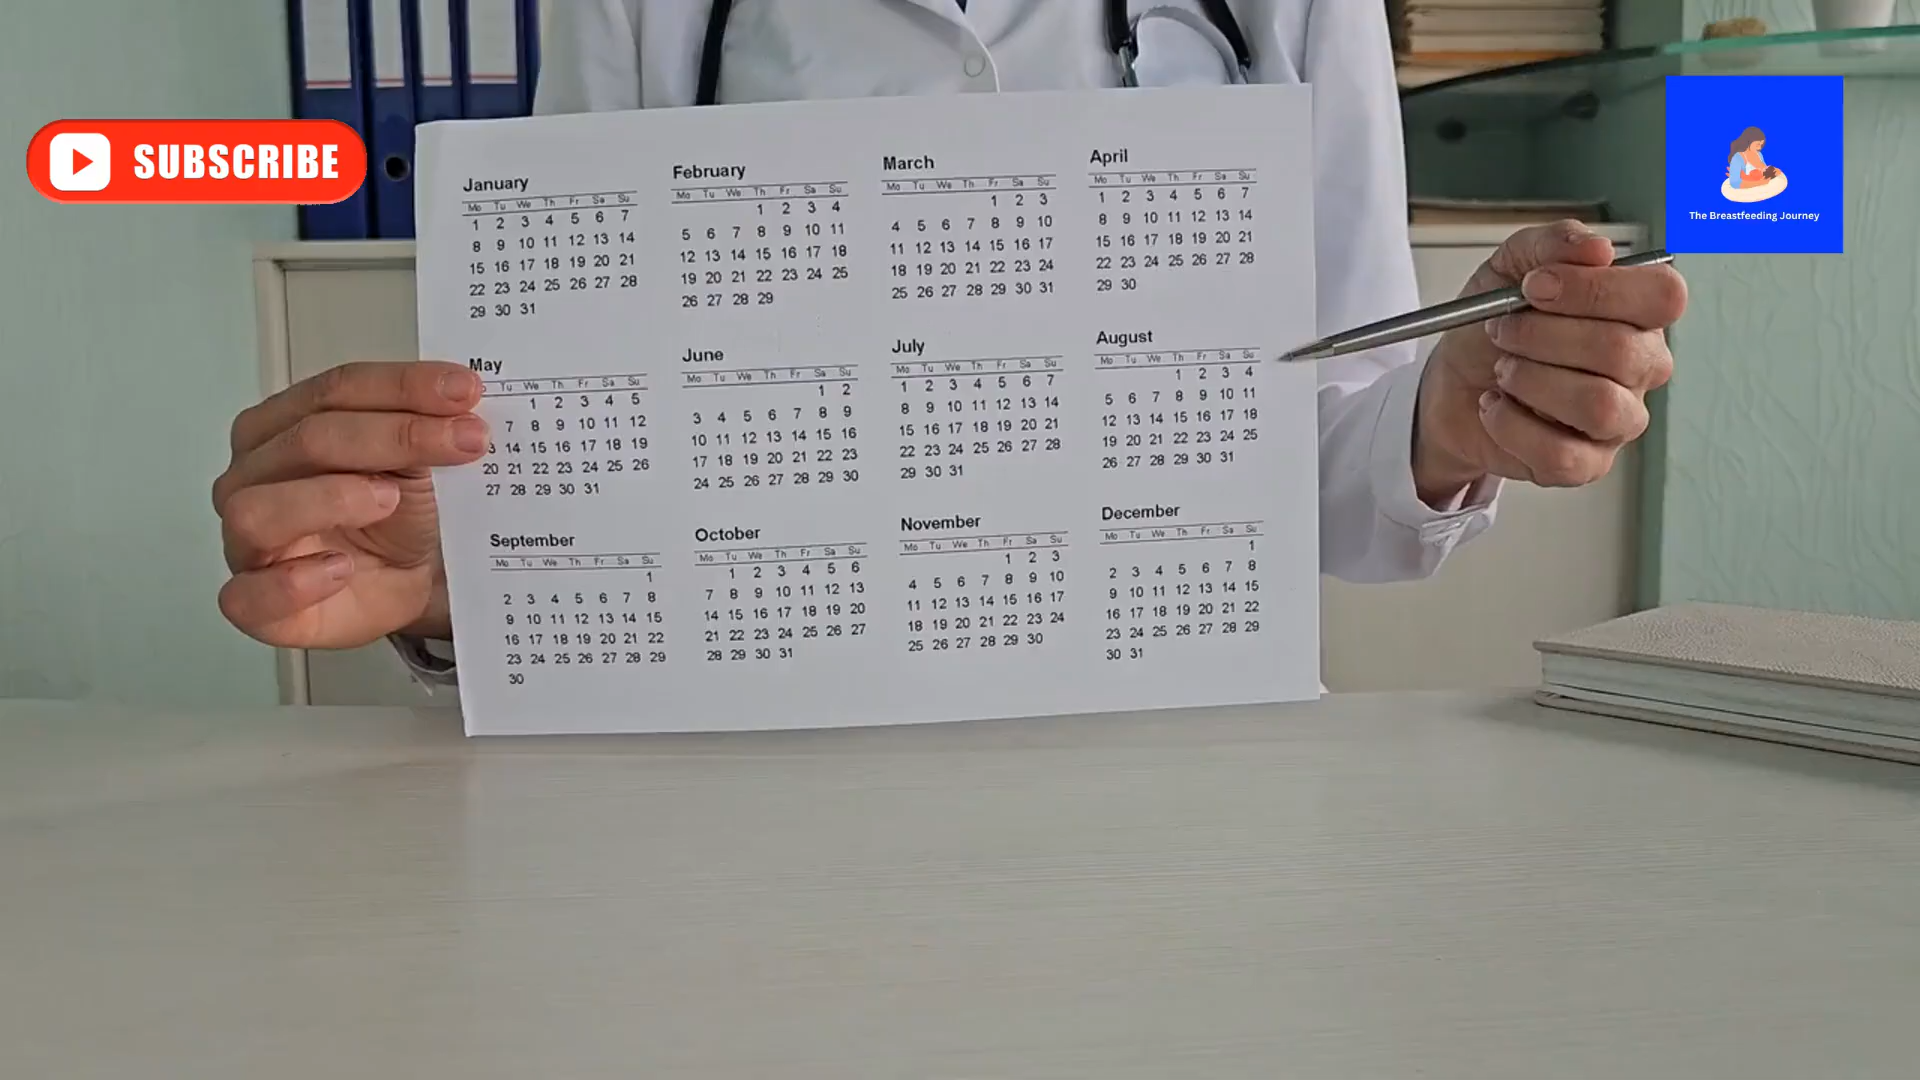 SUBSCRIBE
The Breastfeeding Journey
January
Mo Tu We Th Fr Sa Su
1 2 3 4 5 6 7
8 9 10 11 12 13 14
15 16 17 18 19 20 21
22 23 24 25 26 27 28
29 30 31
February
Mo Tu We Th Fr Sa Su
1 2 3 4
5 6 7 8 9 10 11
12 13 14 15 16 17 18
19 20 21 22 23 24 25
26 27 28 29
March
Mo Tu We Th Fr Sa Su
1 2 3
4 5 6 7 8 9 10
11 12 13 14 15 16 17
18 19 20 21 22 23 24
25 26 27 28 29 30 31
April
Mo Tu We Th Fr Sa Su
1 2 3 4 5 6 7
8 9 10 11 12 13 14
15 16 17 18 19 20 21
22 23 24 25 26 27 28
29 30
May
Tu We Th Fr Sa Su
1 2 3 4 5
7 8 9 10 11 12
14 15 16 17 18 19
20 21 22 23 24 25 26
27 28 29 30 31
June
Mo Tu We Th Fr Sa Su
1 2
3 4 5 6 7 8 9
10 11 12 13 14 15 16
17 18 19 20 21 22 23
24 25 26 27 28 29 30
July
Mo Tu We Th Fr Sa Su
1 2 3 4 5 6 7
8 9 10 11 12 13 14
15 16 17 18 19 20 21
22 23 24 25 26 27 28
29 30 31
August
Mo Tu We Th Fr Sa Su
1 2 3 4
5 6 7 8 9 10 11
12 13 14 15 16 17 18
19 20 21 22 23 24 25
26 27 28 29 30 31
September
Mo Tu We Th Fr Sa Su
1
2 3 4 5 6 7 8
9 10 11 12 13 14 15
16 17 18 19 20 21 22
23 24 25 26 27 28 29
30
October
Mo Tu We Th Fr Sa Su
1 2 3 4 5 6
7 8 9 10 11 12 13
14 15 16 17 18 19 20
21 22 23 24 25 26 27
28 29 30 31
November
Mo Tu We Th Fr Sa Su
1 2 3
4 5 6 7 8 9 10
11 12 13 14 15 16 17
18 19 20 21 22 23 24
25 26 27 28 29 30
December
Mo Tu We Th Fr Sa Su
1
2 3 4 5 6 7 8
9 10 11 12 13 14 15
16 17 18 19 20 21 22
23 24 25 26 27 28 29
30 31